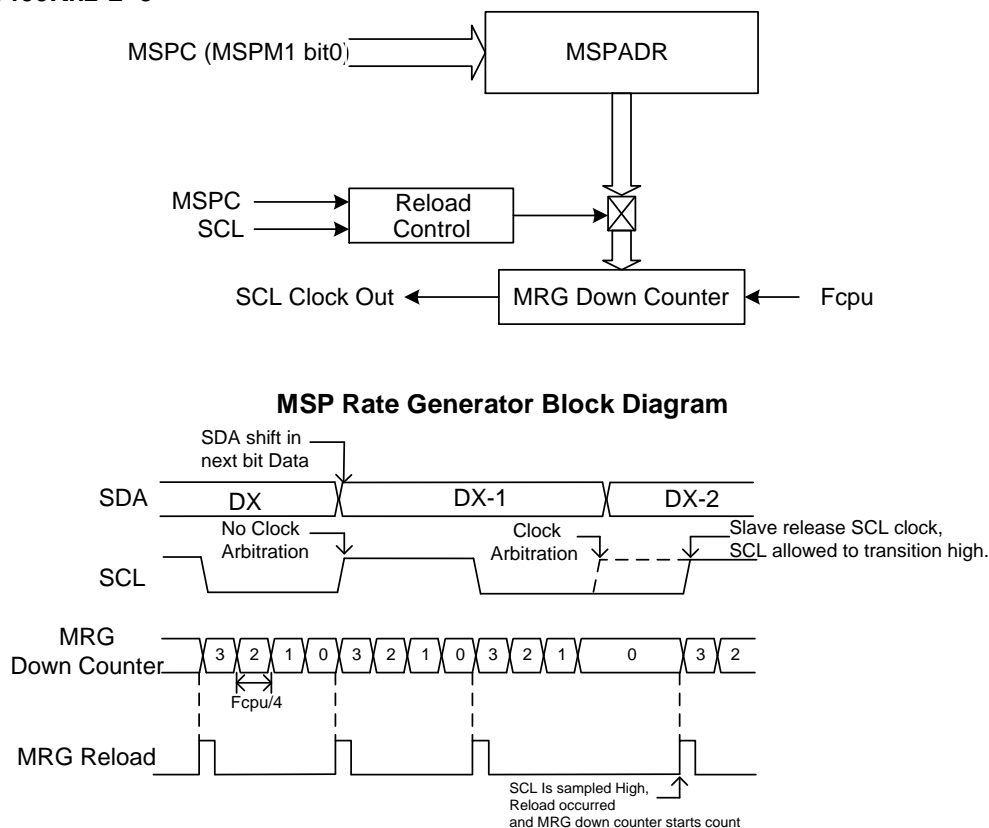 MSPC (MSPM1 bit0)
MSPADR
MSPC
SCL
Reload
Control
SCL Clock Out
MRG Down Counter
Fcpu
MSP Rate Generator Block Diagram
SDA shift in
next bit Data
SDA
DX
DX-1
DX-2
No Clock
Arbitration
Clock
Arbitration
Slave release SCL clock,
SCL allowed to transition high.
SCL
MRG
Down Counter
3 2 1 0 3 2 1 0 3 2 1 0 3 2
Fcpu/4
MRG Reload
SCL Is sampled High,
Reload occurred
and MRG down counter starts count